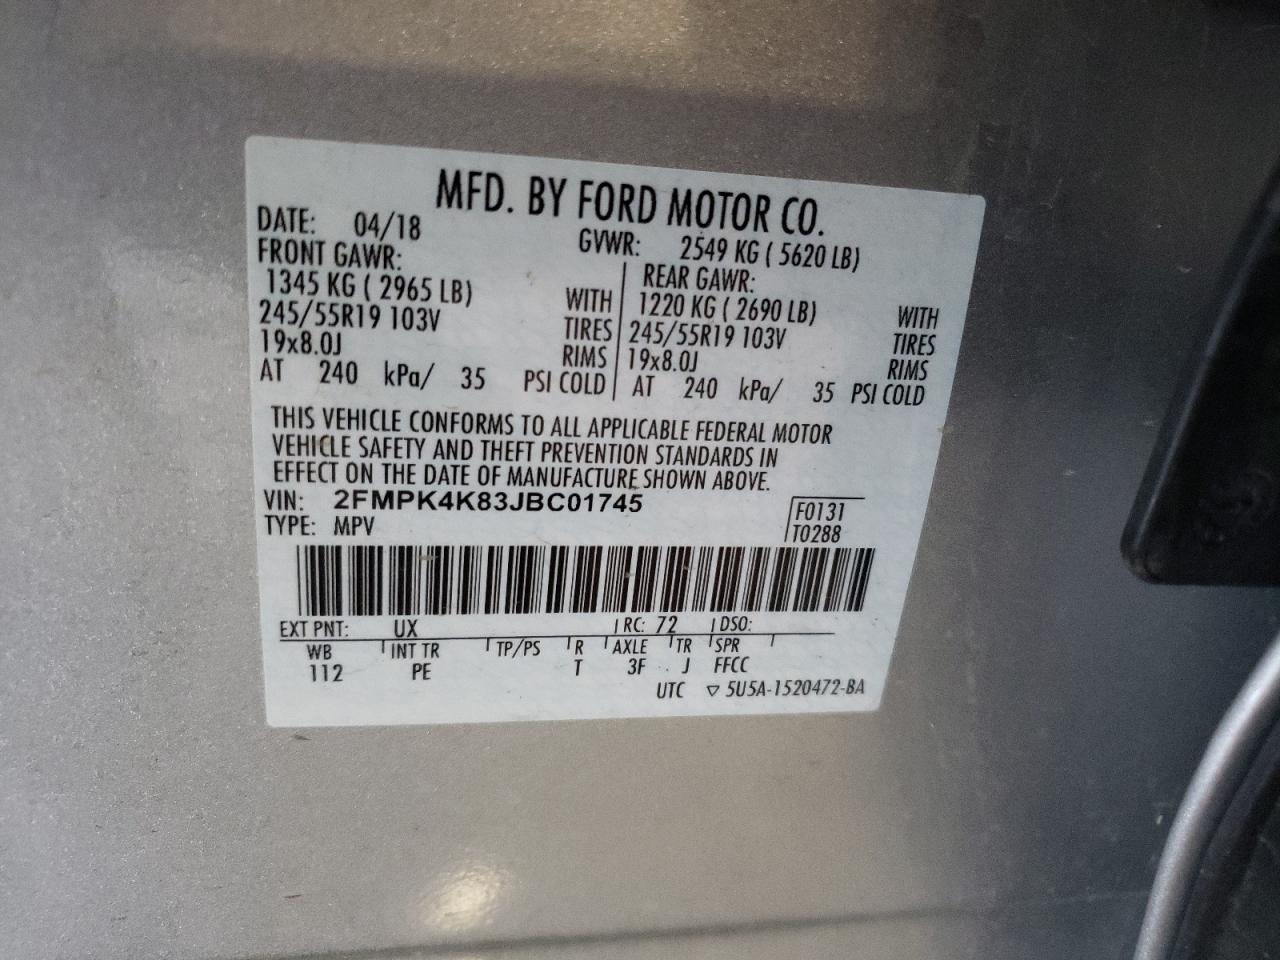 MFD. BY FORD MOTOR CO.
DATE: 04/18 GVWR: 2549 KG ( 5620 LB)
FRONT GAWR: REAR GAWR:
1345 KG ( 2965 LB) WITH 1220 KG ( 2690 LB) WITH
245/55R19 103V TIRES 245/55R19 103V TIRES
19x8.0J RIMS 19x8.0J RIMS
AT 240 kPa/ 35 PSI COLD AT 240 kPa/ 35 PSI COLD
THIS VEHICLE CONFORMS TO ALL APPLICABLE FEDERAL MOTOR
VEHICLE SAFETY AND THEFT PREVENTION STANDARDS IN
EFFECT ON THE DATE OF MANUFACTURE SHOWN ABOVE.
VIN: 2FMPK4K83JBC01745 F0131
TYPE: MPV T0288
EXT PNT: UX RC: 72 DSO:
WB INT TR TP/PS R AXLE TR SPR
112 PE T 3F J FFCC
UTC ▽ 5U5A-1520472-BA